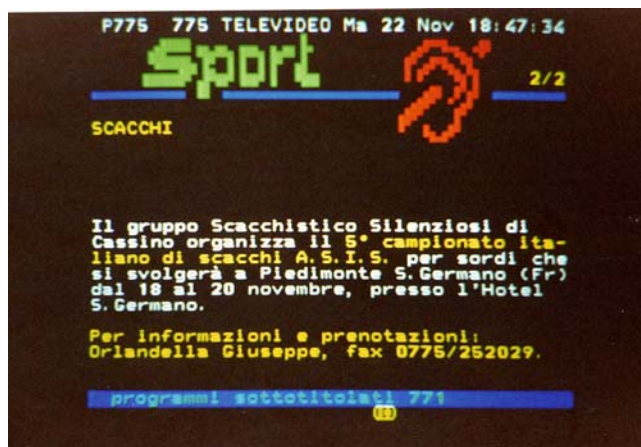 P775 775 TELEVIDEO Ma 22 Nov 18:47:34
Sport
2/2
SCACCHI
Il gruppo Scacchistico Silenziosi di
Cassino organizza il 5° campionato ita-
liano di scacchi A.S.I.S. per sordi che
si svolgerà a Piedimonte S.Germano (Fr)
dal 18 al 20 novembre, presso l'Hotel
S.Germano.
Per informazioni e prenotazioni:
Orlandella Giuseppe, fax 0775/252029.
programmi sottotitolati 771